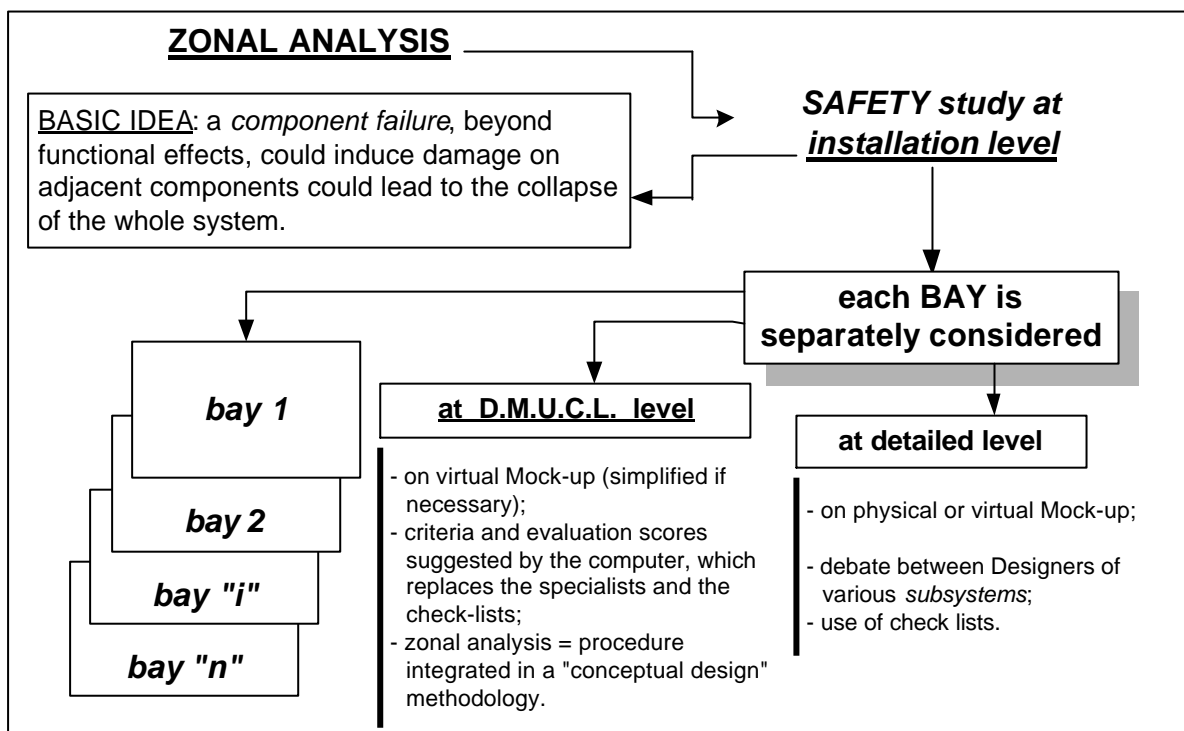 ZONAL ANALYSIS
SAFETY study at
installation level
BASIC IDEA: a component failure, beyond
functional effects, could induce damage on
adjacent components could lead to the collapse
of the whole system.
each BAY is
separately considered
bay 1
bay 2
bay "i"
bay "n"
at D.M.U.C.L. level
- on virtual Mock-up (simplified if
necessary);
- criteria and evaluation scores
suggested by the computer, which
replaces the specialists and the
check-lists;
- zonal analysis = procedure
integrated in a "conceptual design"
methodology.
at detailed level
- on physical or virtual Mock-up;
- debate between Designers of
various subsystems;
- use of check lists.